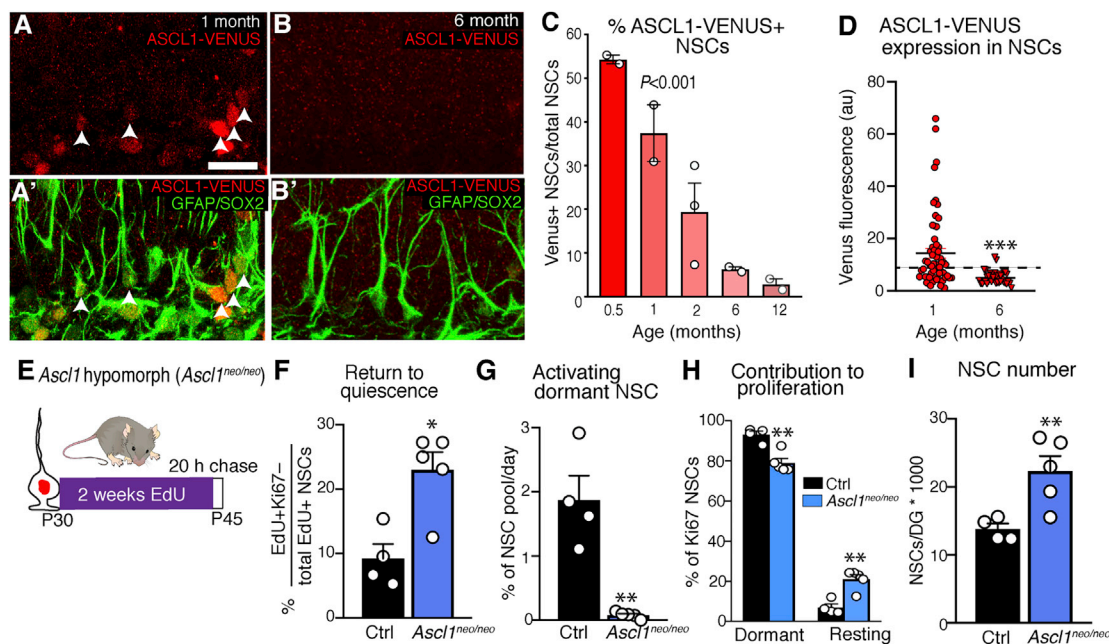 A
1 month
ASCL1-VENUS
B
6 month
ASCL1-VENUS
A'
ASCL1-VENUS
GFAP/SOX2
B'
ASCL1-VENUS
GFAP/SOX2
C
% ASCL1-VENUS+
NSCs
Venus+ NSCs/total NSCs
60
50
40
30
20
10
0
P<0.001
0.5
1
2
6
12
Age (months)
D
ASCL1-VENUS
expression in NSCs
Venus fluorescence (au)
80
60
40
20
0
***
1
6
Age (months)
E
Ascl1 hypomorph (Ascl1neo/neo)
20 h chase
2 weeks EdU
P30
P45
F
Return to
quiescence
% EdU+Ki67–
total EdU+ NSCs
30
20
10
0
*
Ctrl
Ascl1neo/neo
G
Activating
dormant NSC
% of NSC pool/day
3
2
1
0
**
Ctrl
Ascl1neo/neo
H
Contribution to
proliferation
% of Ki67 NSCs
100
80
60
40
20
0
**
Ctrl
Ascl1neo/neo
**
Dormant
Resting
I
NSC number
NSCs/DG * 1000
30
20
10
0
**
Ctrl
Ascl1neo/neo